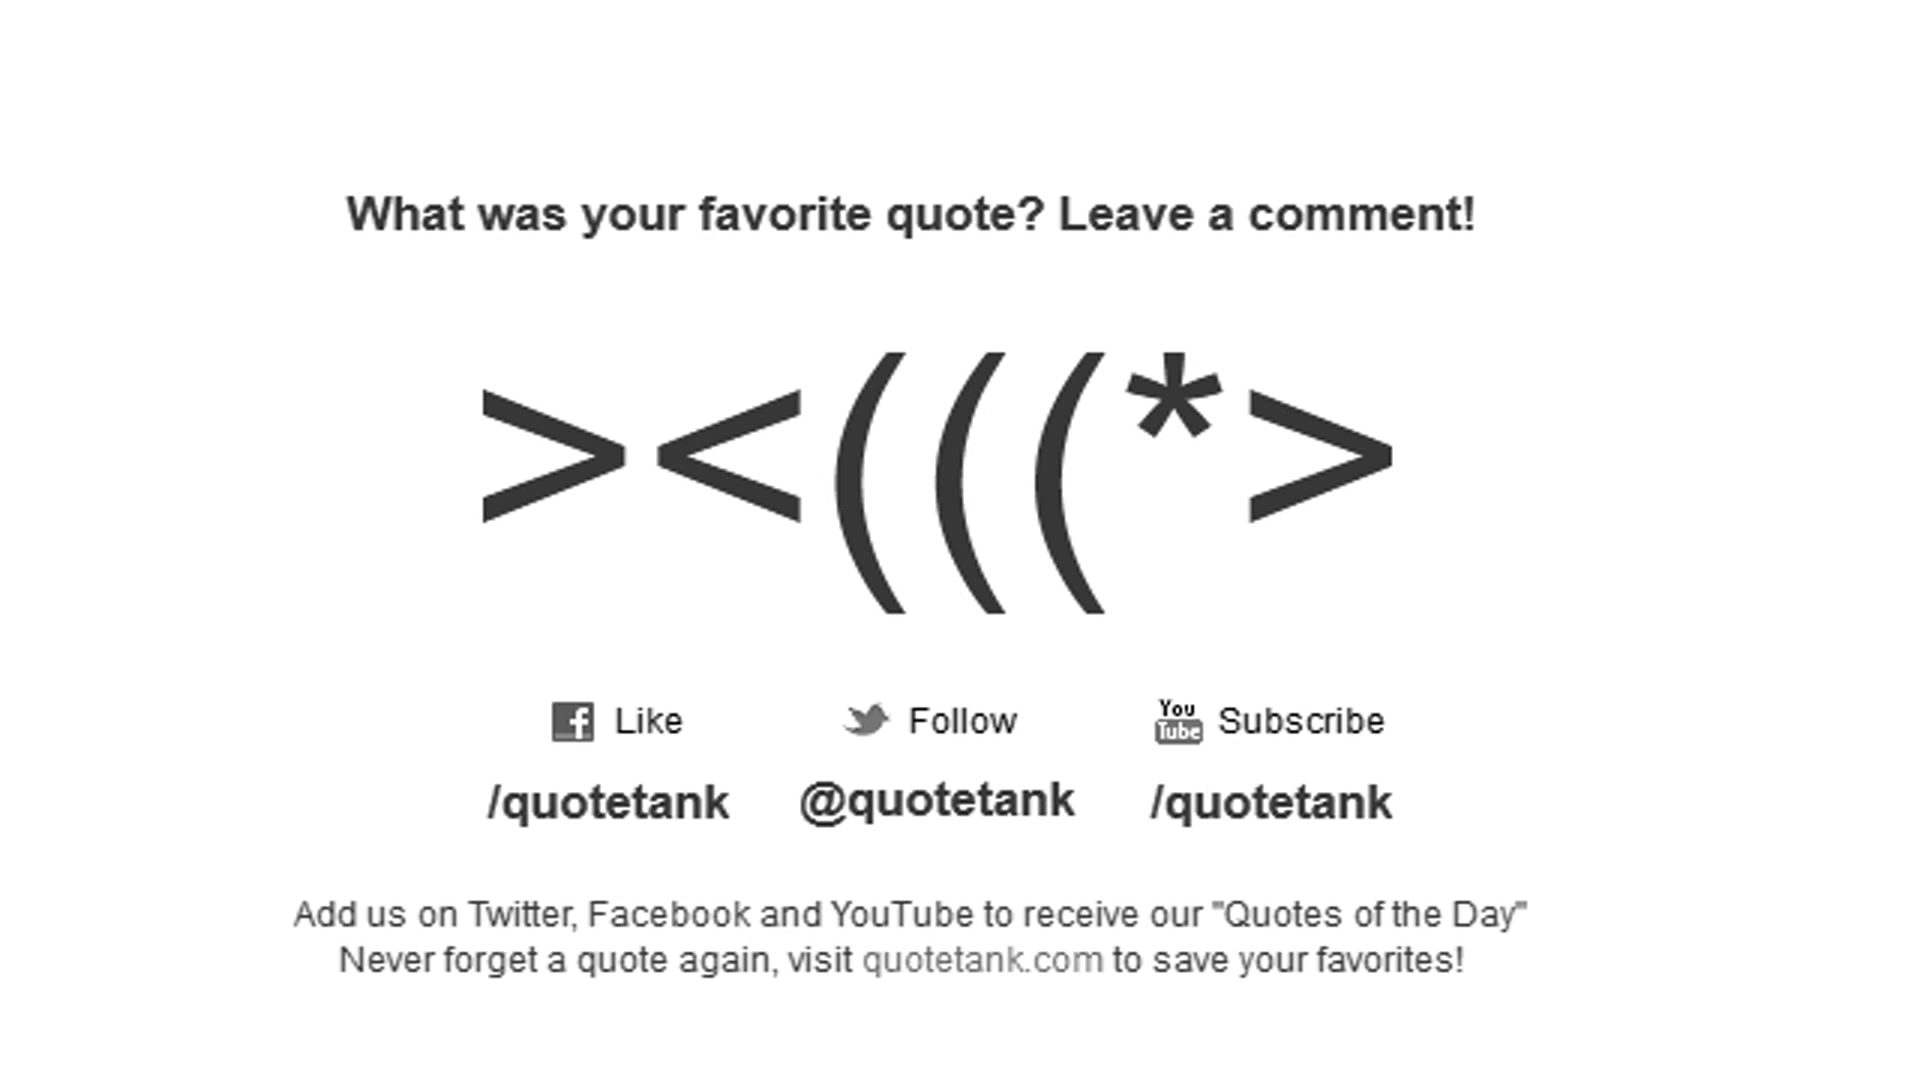 What was your favorite quote? Leave a comment!
><(((*>
f Like Follow You Tube Subscribe
/quotetank @quotetank /quotetank
Add us on Twitter, Facebook and YouTube to receive our "Quotes of the Day"
Never forget a quote again, visit quotetank.com to save your favorites!